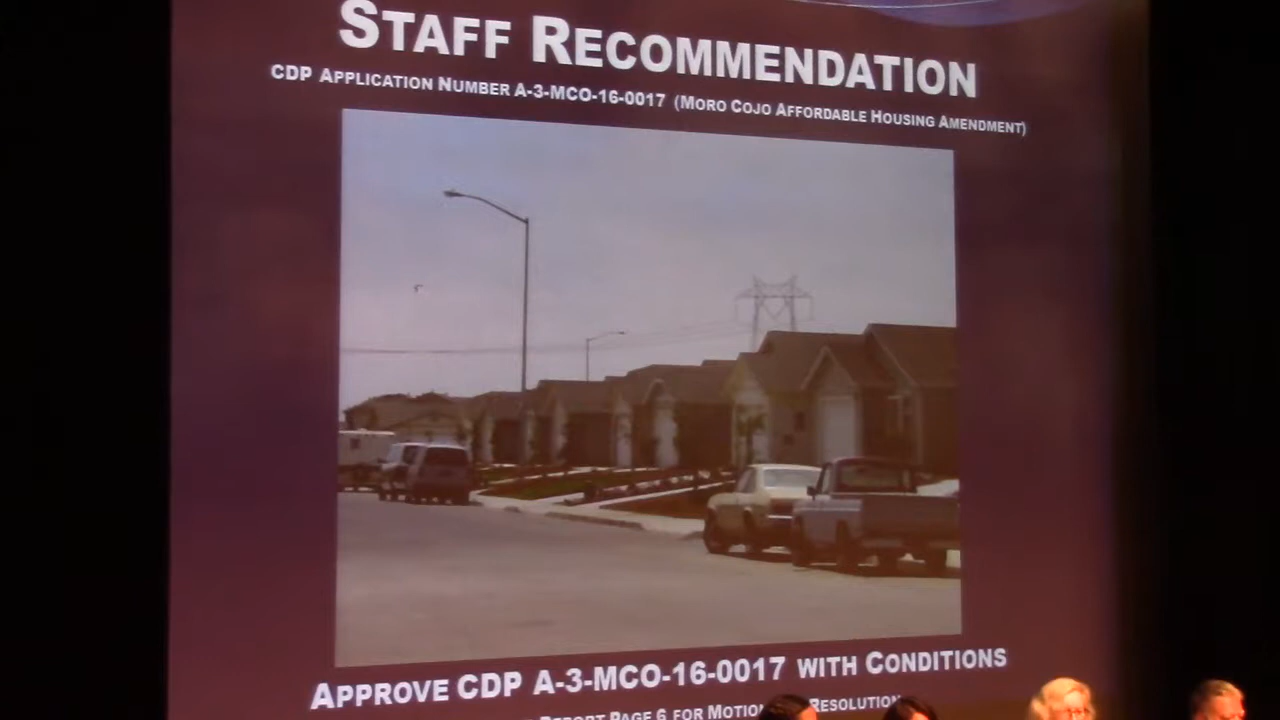 STAFF RECOMMENDATION
CDP APPLICATION NUMBER A-3-MCO-16-0017 (MORO COJO AFFORDABLE HOUSING AMENDMENT)
APPROVE CDP A-3-MCO-16-0017 WITH CONDITIONS
REPORT PAGE 6 FOR MOTION RESOLUTION